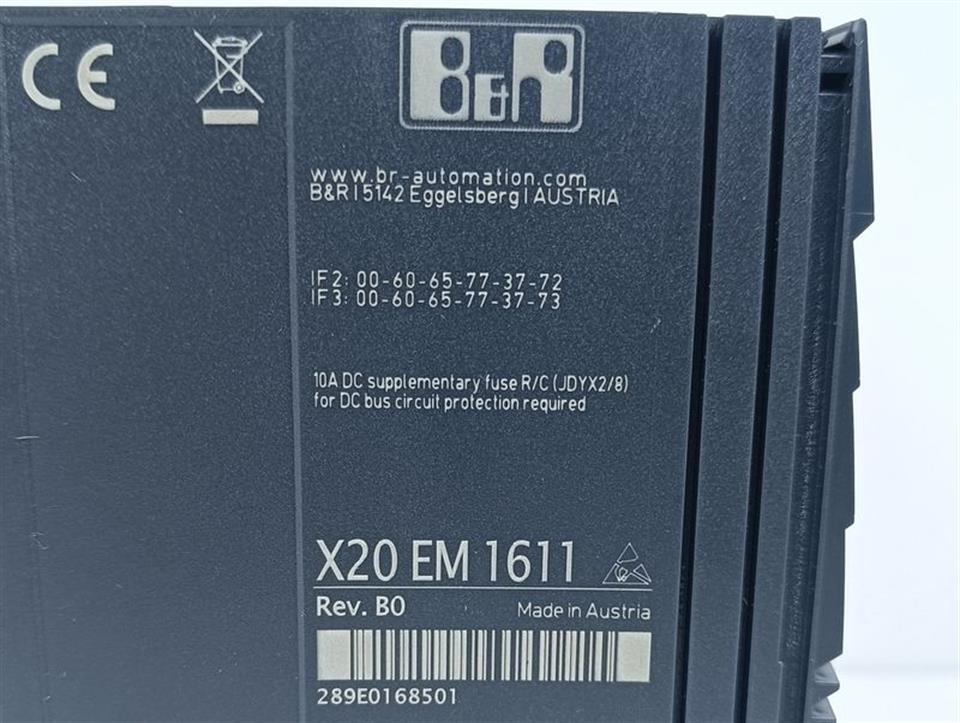 CE
B&R
www.br-automation.com
B&R | 5142 Eggelsberg | AUSTRIA
IF2: 00-60-65-77-37-72
IF3: 00-60-65-77-37-73
10A DC supplementary fuse R/C (JDYX2/8)
for DC bus circuit protection required
X20 EM 1611
Rev. B0
Made in Austria
289E0168501